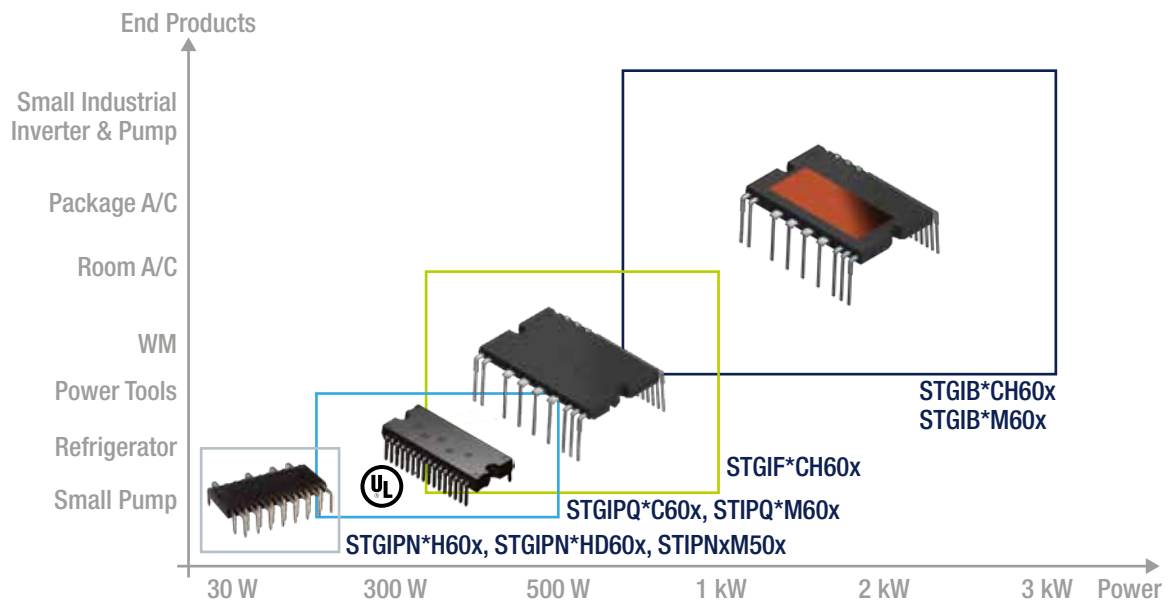 End Products
Small Industrial
Inverter & Pump
Package A/C
Room A/C
WM
Power Tools
STGIB*CH60x
STGIB*M60x
Refrigerator
STGIF*CH60x
UL
®
Small Pump
STGIPQ*C60x, STIPQ*M60x
STGIPN*H60x, STGIPN*HD60x, STIPNxM50x
30 W
300 W
500 W
1 kW
2 kW
3 kW
Power